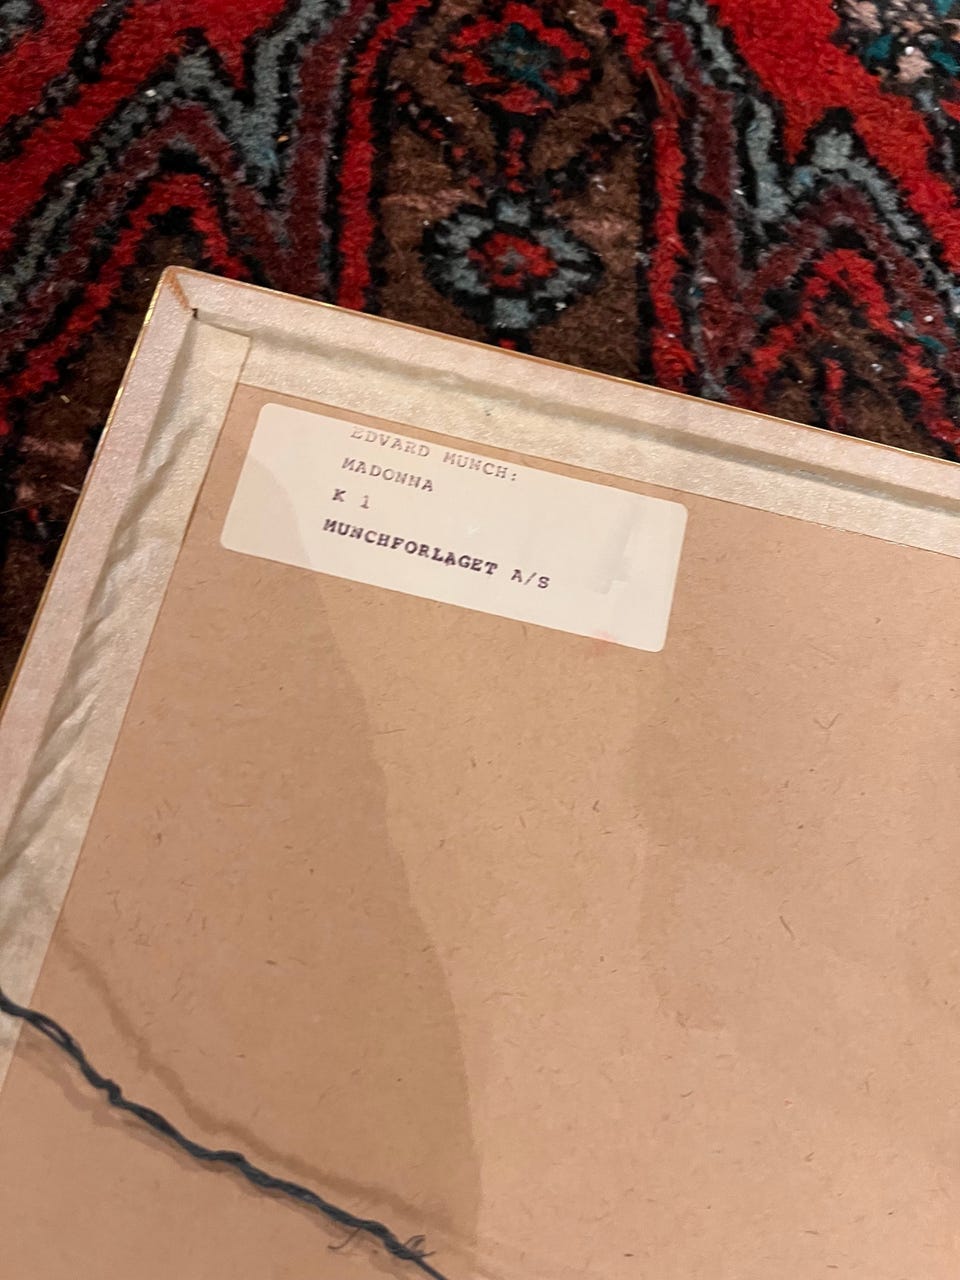 EDVARD MUNCH:
MADONNA
K 1
MUNCHFORLAGET A/S